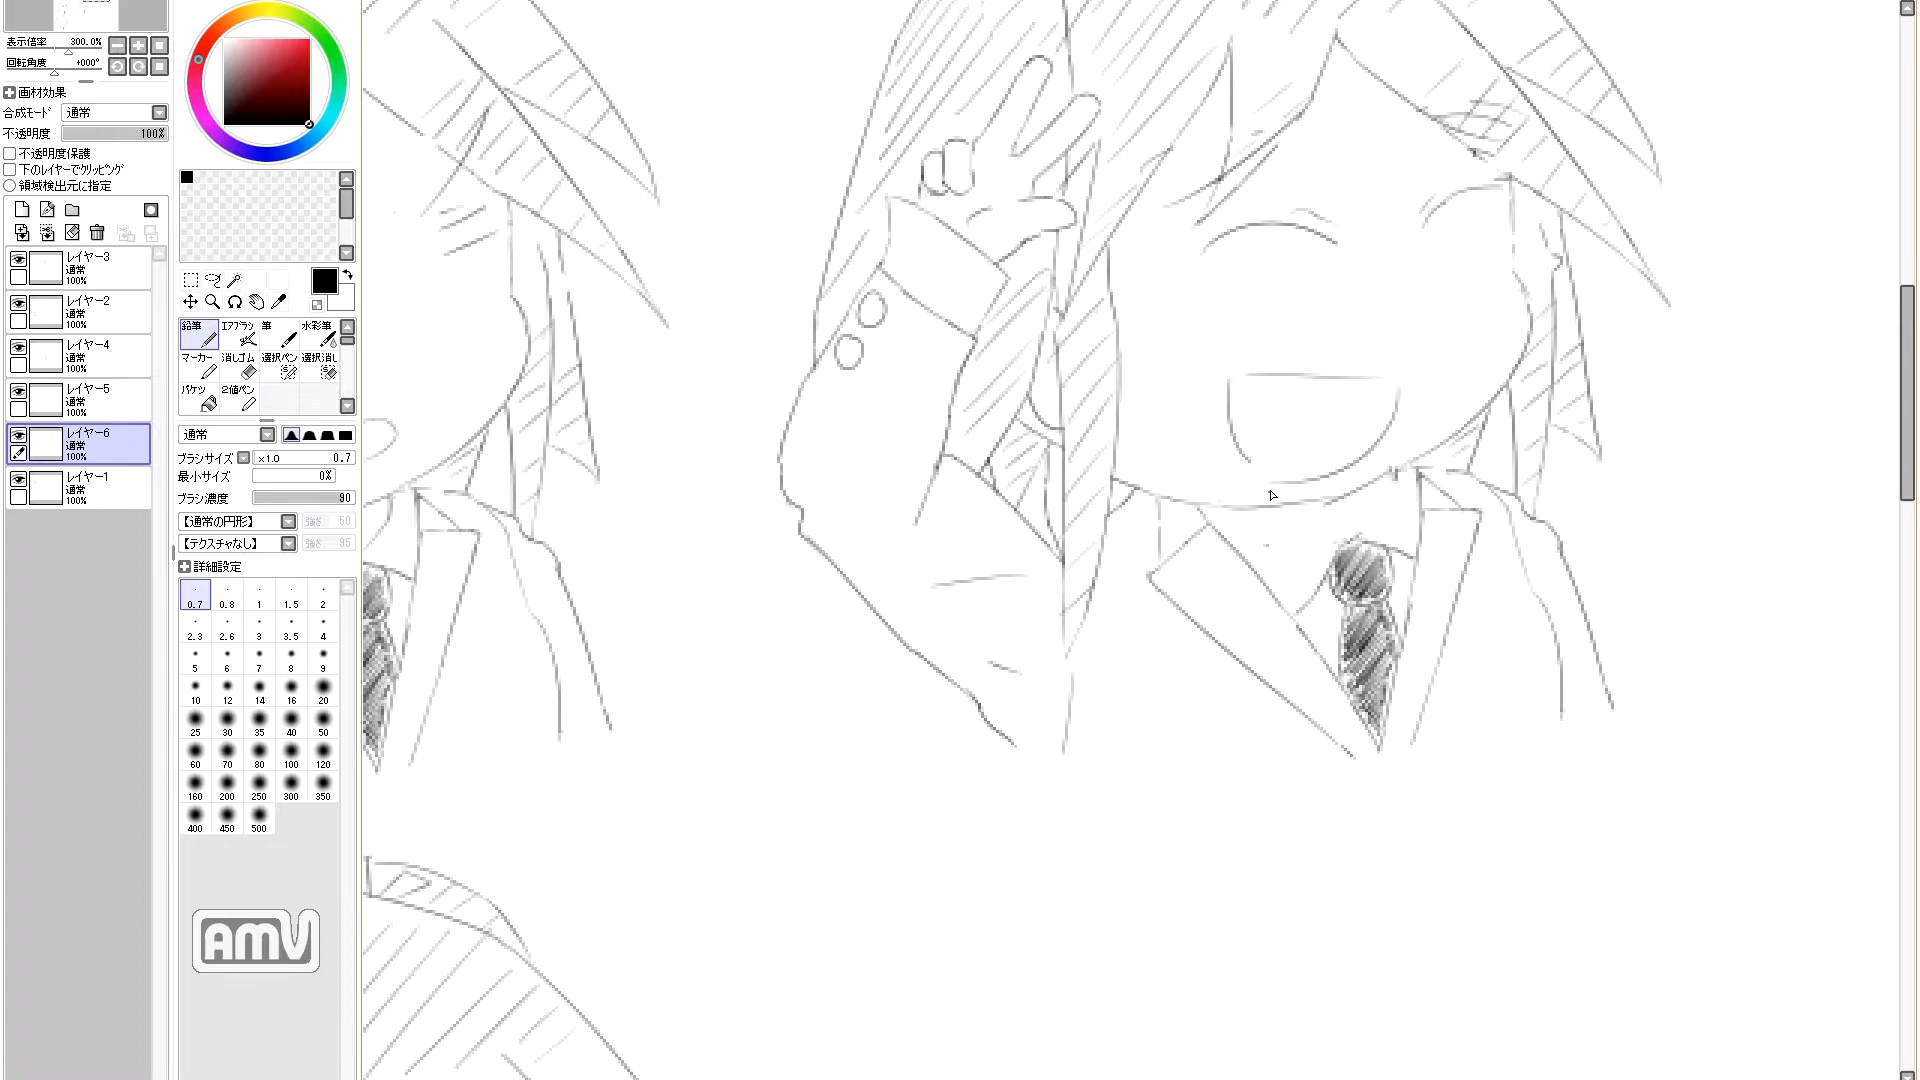 表示倍率 300.0%
回転角度 +000°
画材効果
合成モード 通常
不透明度 100%
不透明度保護
下のレイヤーでクリッピング
領域検出元に指定
レイヤー3
通常
100%
レイヤー2
通常
100%
レイヤー4
通常
100%
レイヤー5
通常
100%
レイヤー6
通常
100%
レイヤー1
通常
100%
鉛筆 エアブラシ 筆 水彩筆
マーカー 消しゴム 選択ペン 選択消し
バケツ 2値ペン
通常
ブラシサイズ x1.0 0.7
最小サイズ 0%
ブラシ濃度 90
【通常の円形】 強さ 50
【テクスチャなし】 強さ 95
詳細設定
0.7 0.8 1 1.5 2
2.3 2.6 3 3.5 4
5 6 7 8 9
10 12 14 16 20
25 30 35 40 50
60 70 80 100 120
160 200 250 300 350
400 450 500
AMV